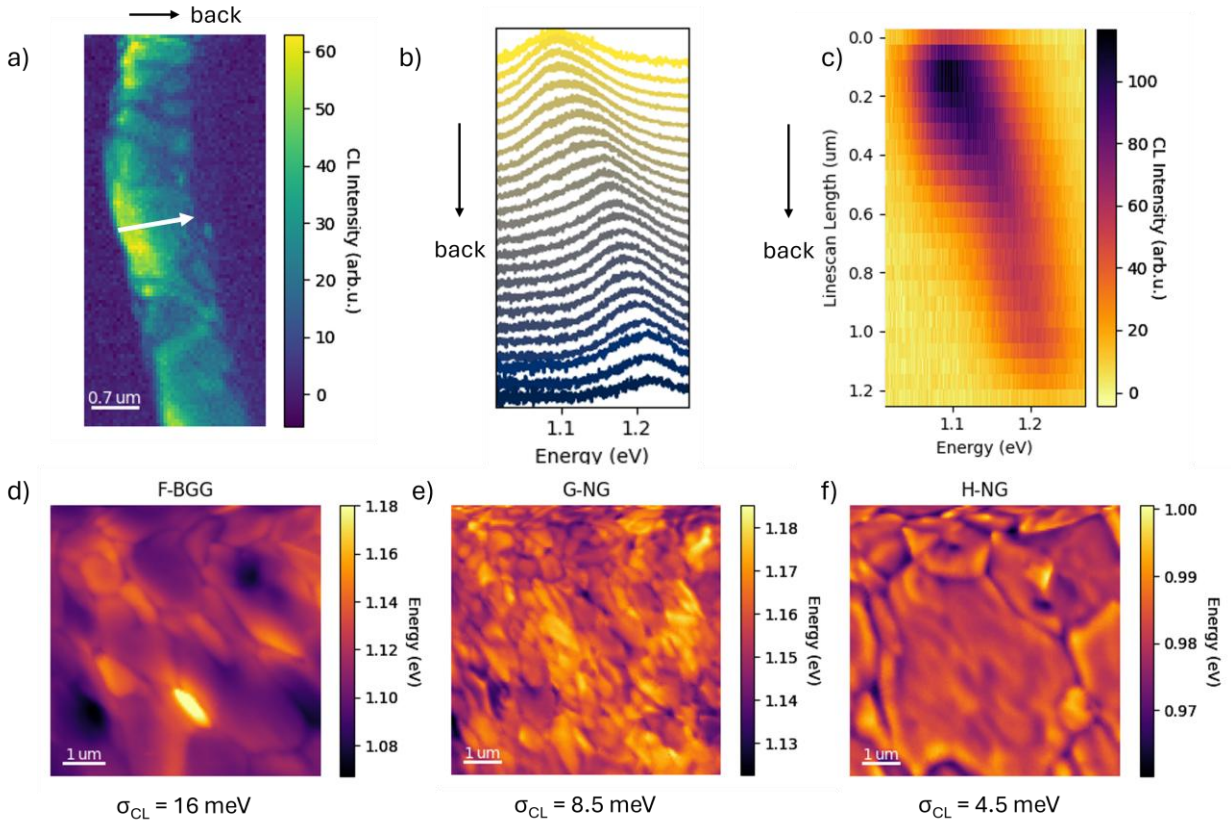 back
a)
0.7 um
60
50
40
30
20
10
0
CL Intensity (arb.u.)
b)
back
1.1 1.2
Energy (eV)
c)
back
0.0
0.2
0.4
0.6
0.8
1.0
1.2
Linescan Length (um)
1.1 1.2
Energy (eV)
100
80
60
40
20
0
CL Intensity (arb.u.)
d)
F-BGG
1 um
1.18
1.16
1.14
1.12
1.10
1.08
Energy (eV)
σCL = 16 meV
e)
G-NG
1 um
1.18
1.17
1.16
1.15
1.14
1.13
Energy (eV)
σCL = 8.5 meV
f)
H-NG
1 um
1.00
0.99
0.98
0.97
Energy (eV)
σCL = 4.5 meV